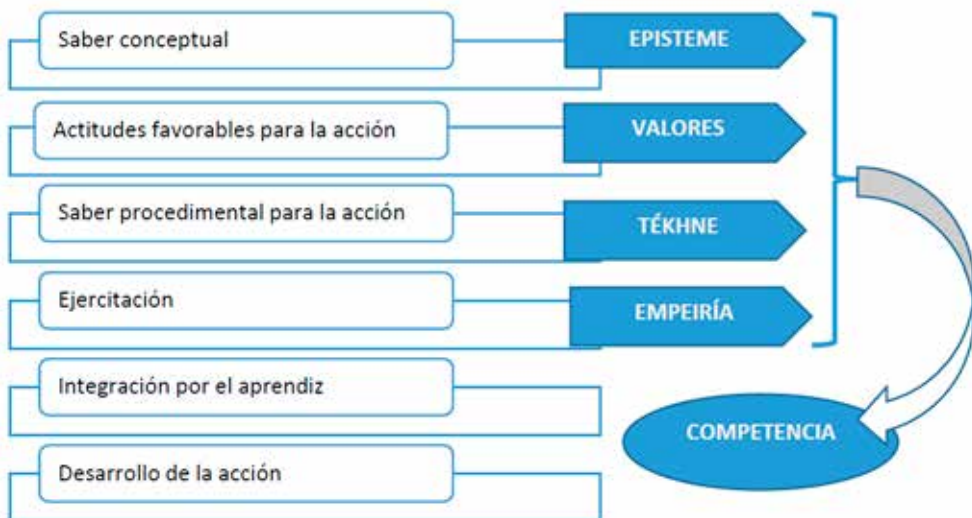 Saber conceptual
EPISTEME
Actitudes favorables para la acción
VALORES
Saber procedimental para la acción
TÉKHNE
Ejercitación
EMPEIRÍA
Integración por el aprendiz
COMPETENCIA
Desarrollo de la acción